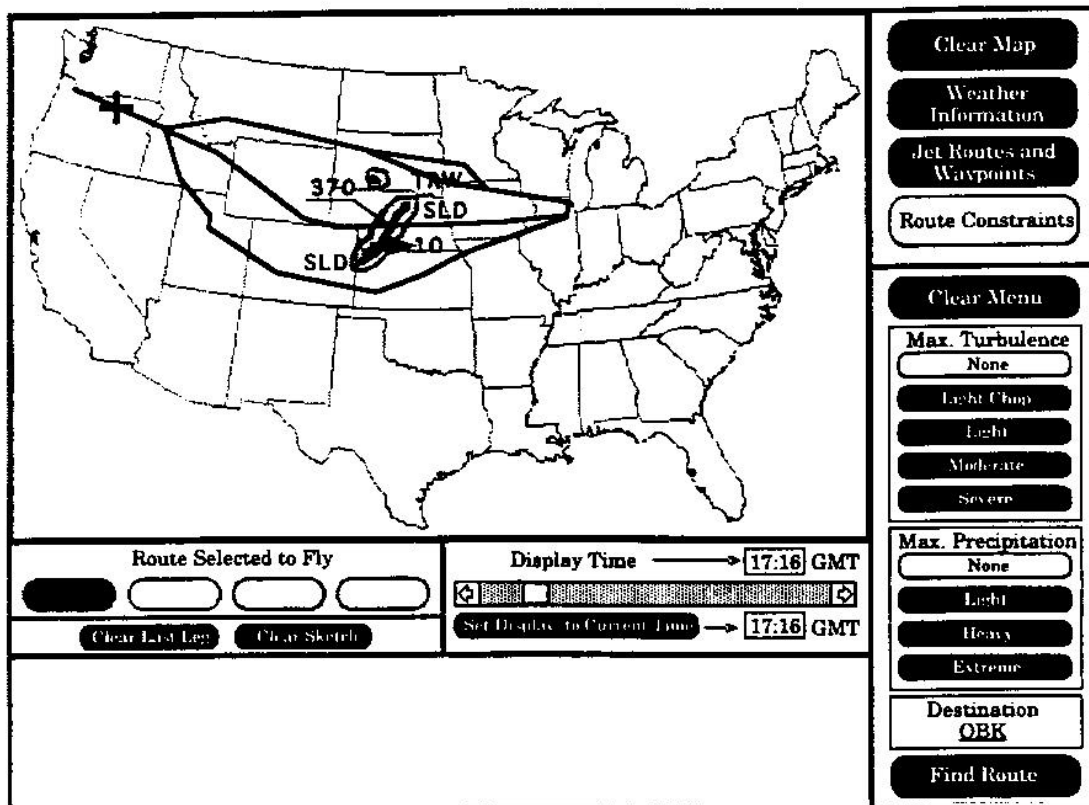 370
TRW
SLD
10
SLD
Route Selected to Fly
Clear Last Leg
Clear Sketch
Display Time
17:16 GMT
Set Display to Current Time
17:16 GMT
Clear Map
Weather
Information
Jet Routes and
Waypoints
Route Constraints
Clear Menu
Max. Turbulence
None
Light Chop
Light
Moderate
Severe
Max. Precipitation
None
Light
Heavy
Extreme
Destination
OBK
Find Route